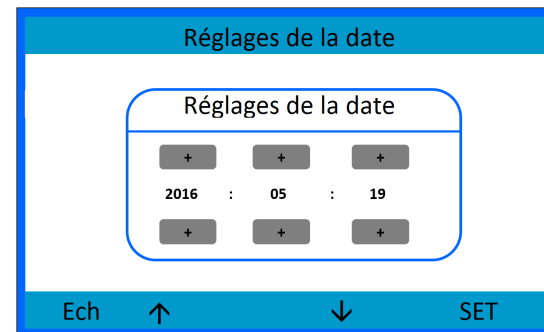 Réglages de la date
Réglages de la date
+ + +
2016 : 05 : 19
+ + +
Ech ↑ ↓ SET